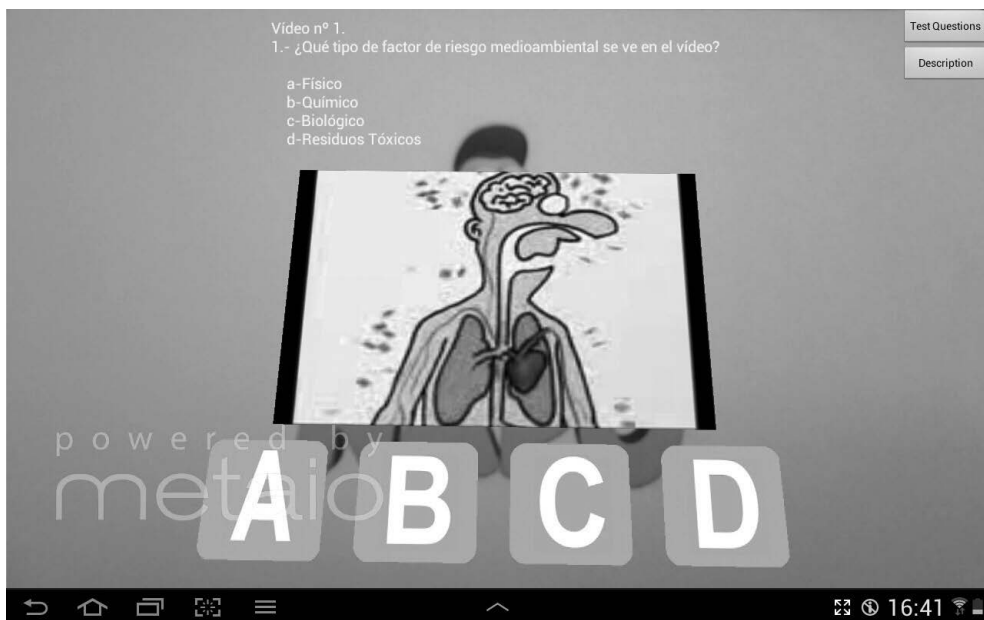 Vídeo nº 1.
1.- ¿Qué tipo de factor de riesgo medioambiental se ve en el vídeo?
a-Físico
b-Químico
c-Biológico
d-Residuos Tóxicos
Test Questions
Description
powered by
metaio
A B C D
16:41